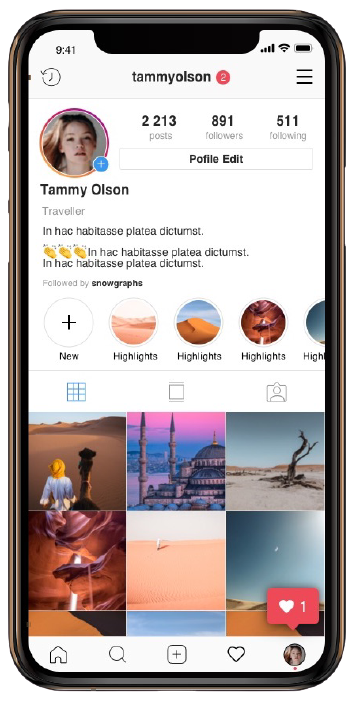 9:41
tammyolson 2
2 213 891 511
posts followers following
Pofile Edit
Tammy Olson
Traveller
In hac habitasse platea dictumst.
👏👏👏In hac habitasse platea dictumst.
In hac habitasse platea dictumst.
Followed by snowgraphs
New Highlights Highlights Highlights Highl
1